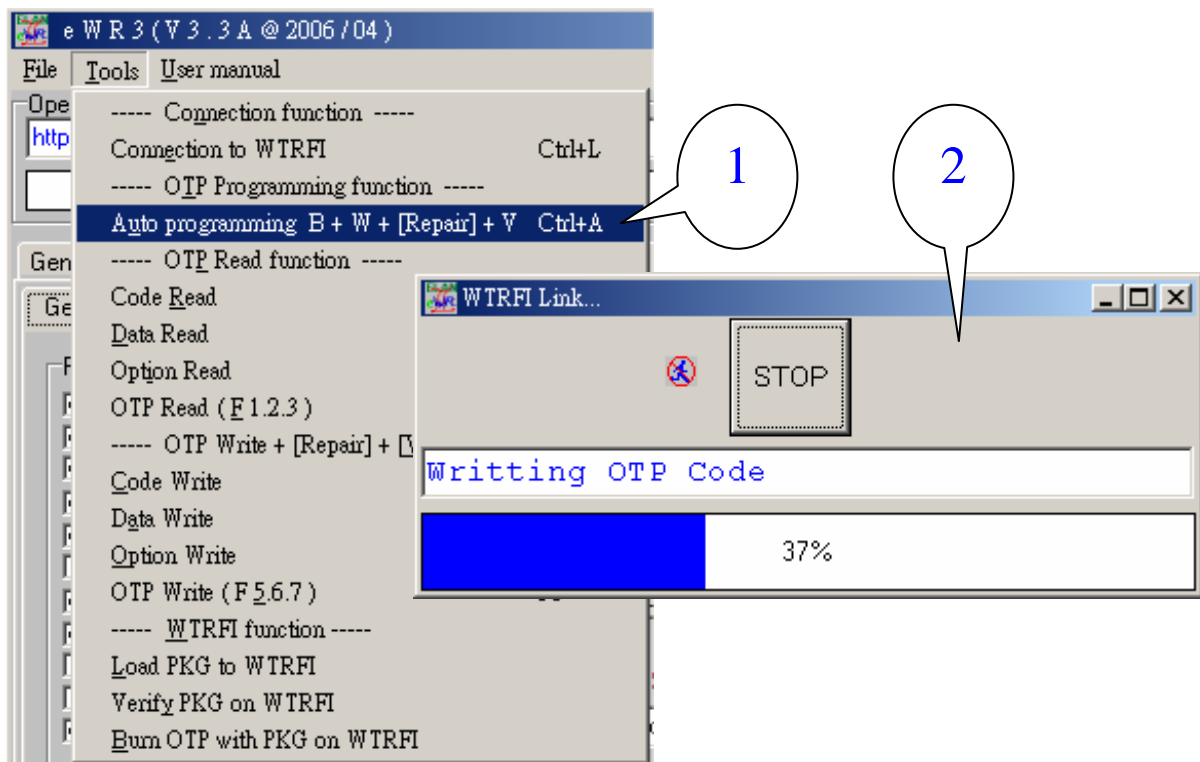 eWR3(V3.3A@2006/04)
File Tools User manual
Ope
http
----- Connection function -----
Connection to WTRFI Ctrl+L
----- OTP Programming function -----
Auto programming B + W + [Repair] + V Ctrl+A
1
2
Gen
----- OTP Read function -----
Ge
Code Read
WTRFI Link...
Data Read
Option Read
STOP
OTP Read ( F 1.2.3 )
----- OTP Write + [Repair] + [
Writting OTP Code
Code Write
Data Write
Option Write
37%
OTP Write ( F 5.6.7 )
----- WTRFI function -----
Load PKG to WTRFI
Verify PKG on WTRFI
Burn OTP with PKG on WTRFI